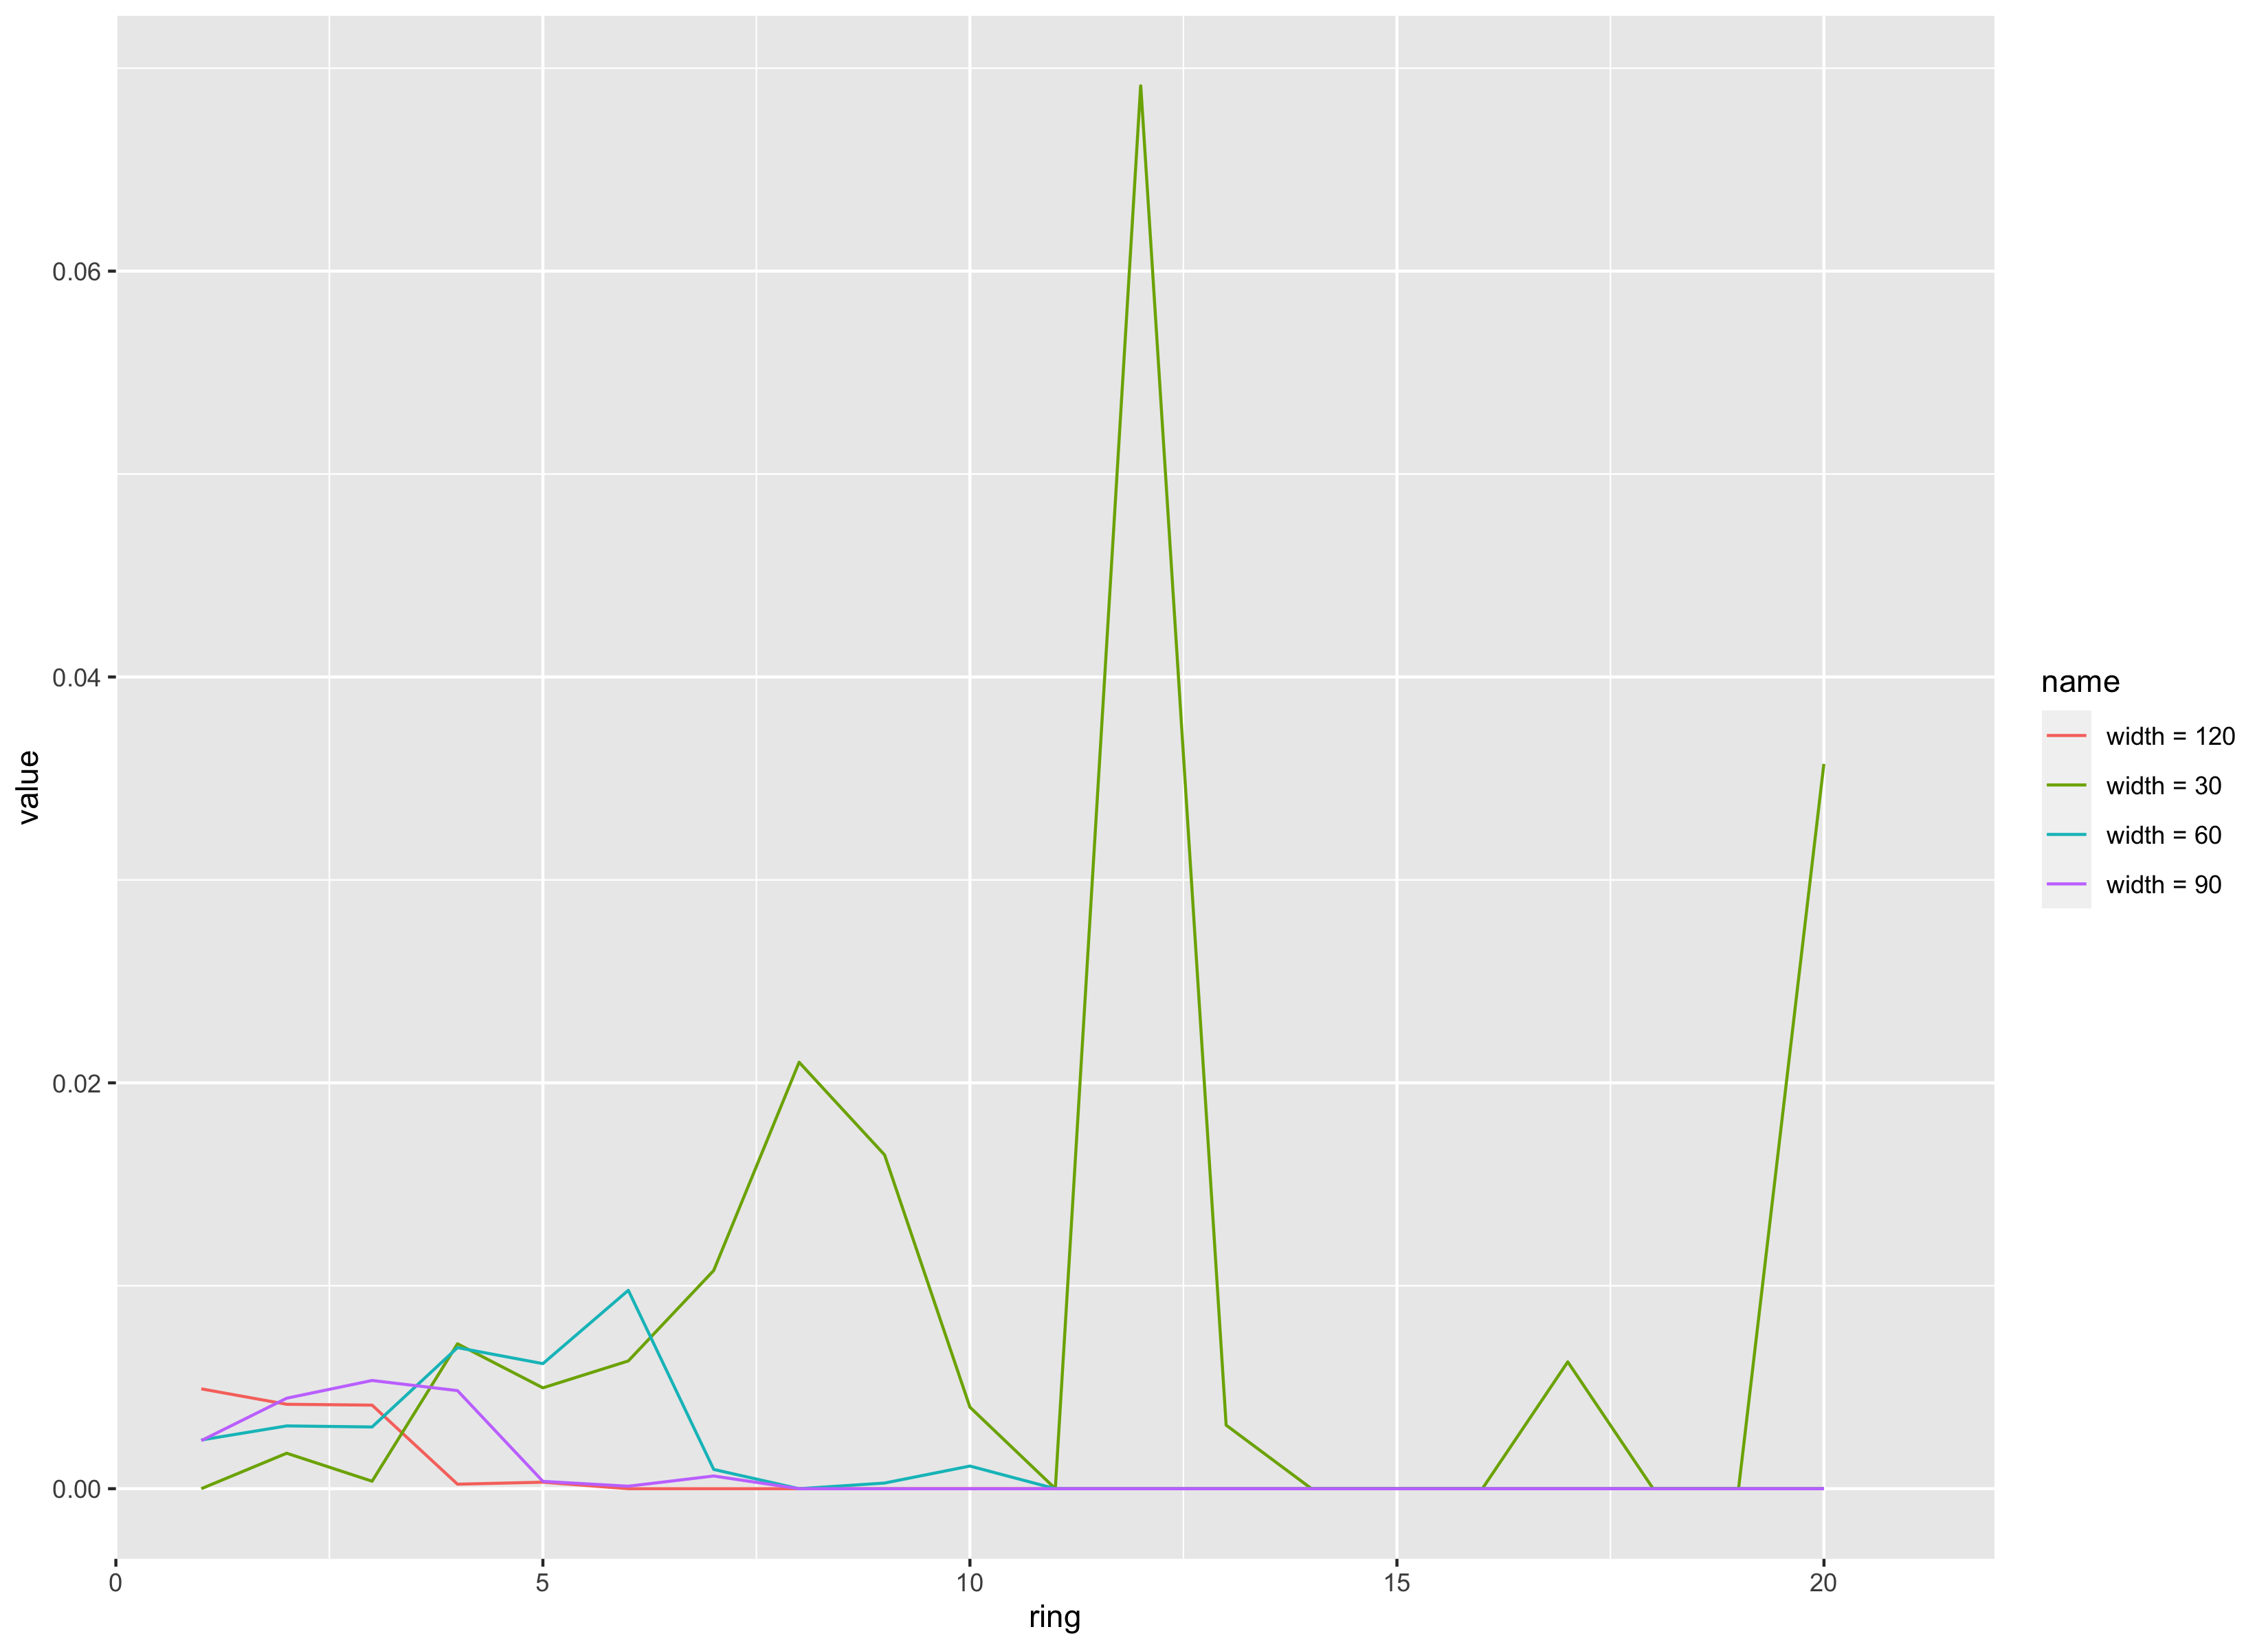 value
0.06
0.04
0.02
0.00
0
5
10
15
20
ring
name
width = 120
width = 30
width = 60
width = 90